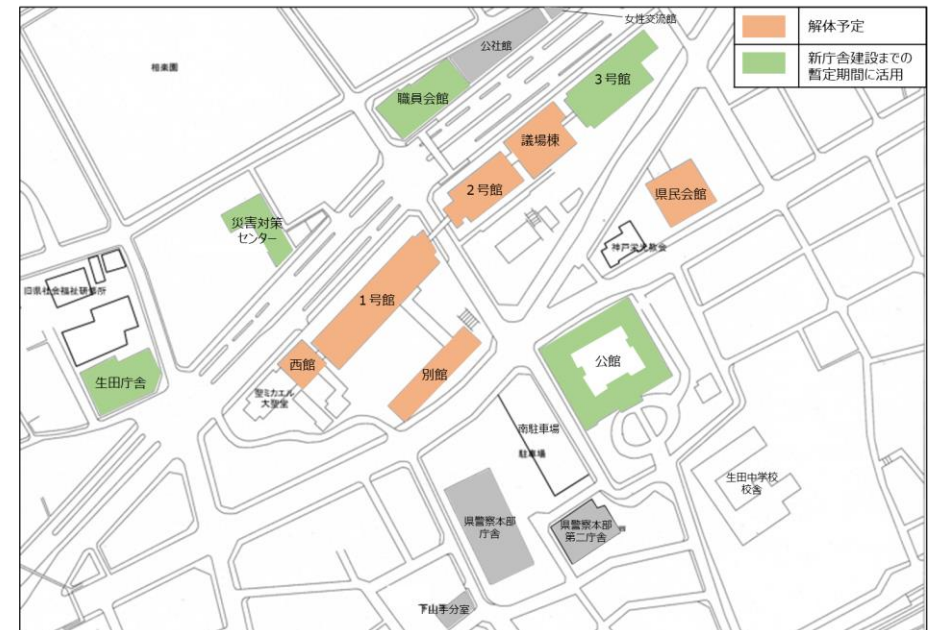 女性交流館
解体予定
公社館
新庁舎建設までの
暫定期間に活用
相楽園
3号館
職員会館
議場棟
2号館
県民会館
災害対策
センター
神戸栄光教会
旧県社会福祉研修所
1号館
公館
西館
別館
生田庁舎
聖ミカエル
大聖堂
南駐車場
駐車場
生田中学校
校舎
県警察本部
庁舎
県警察本部
第二庁舎
下山手分室